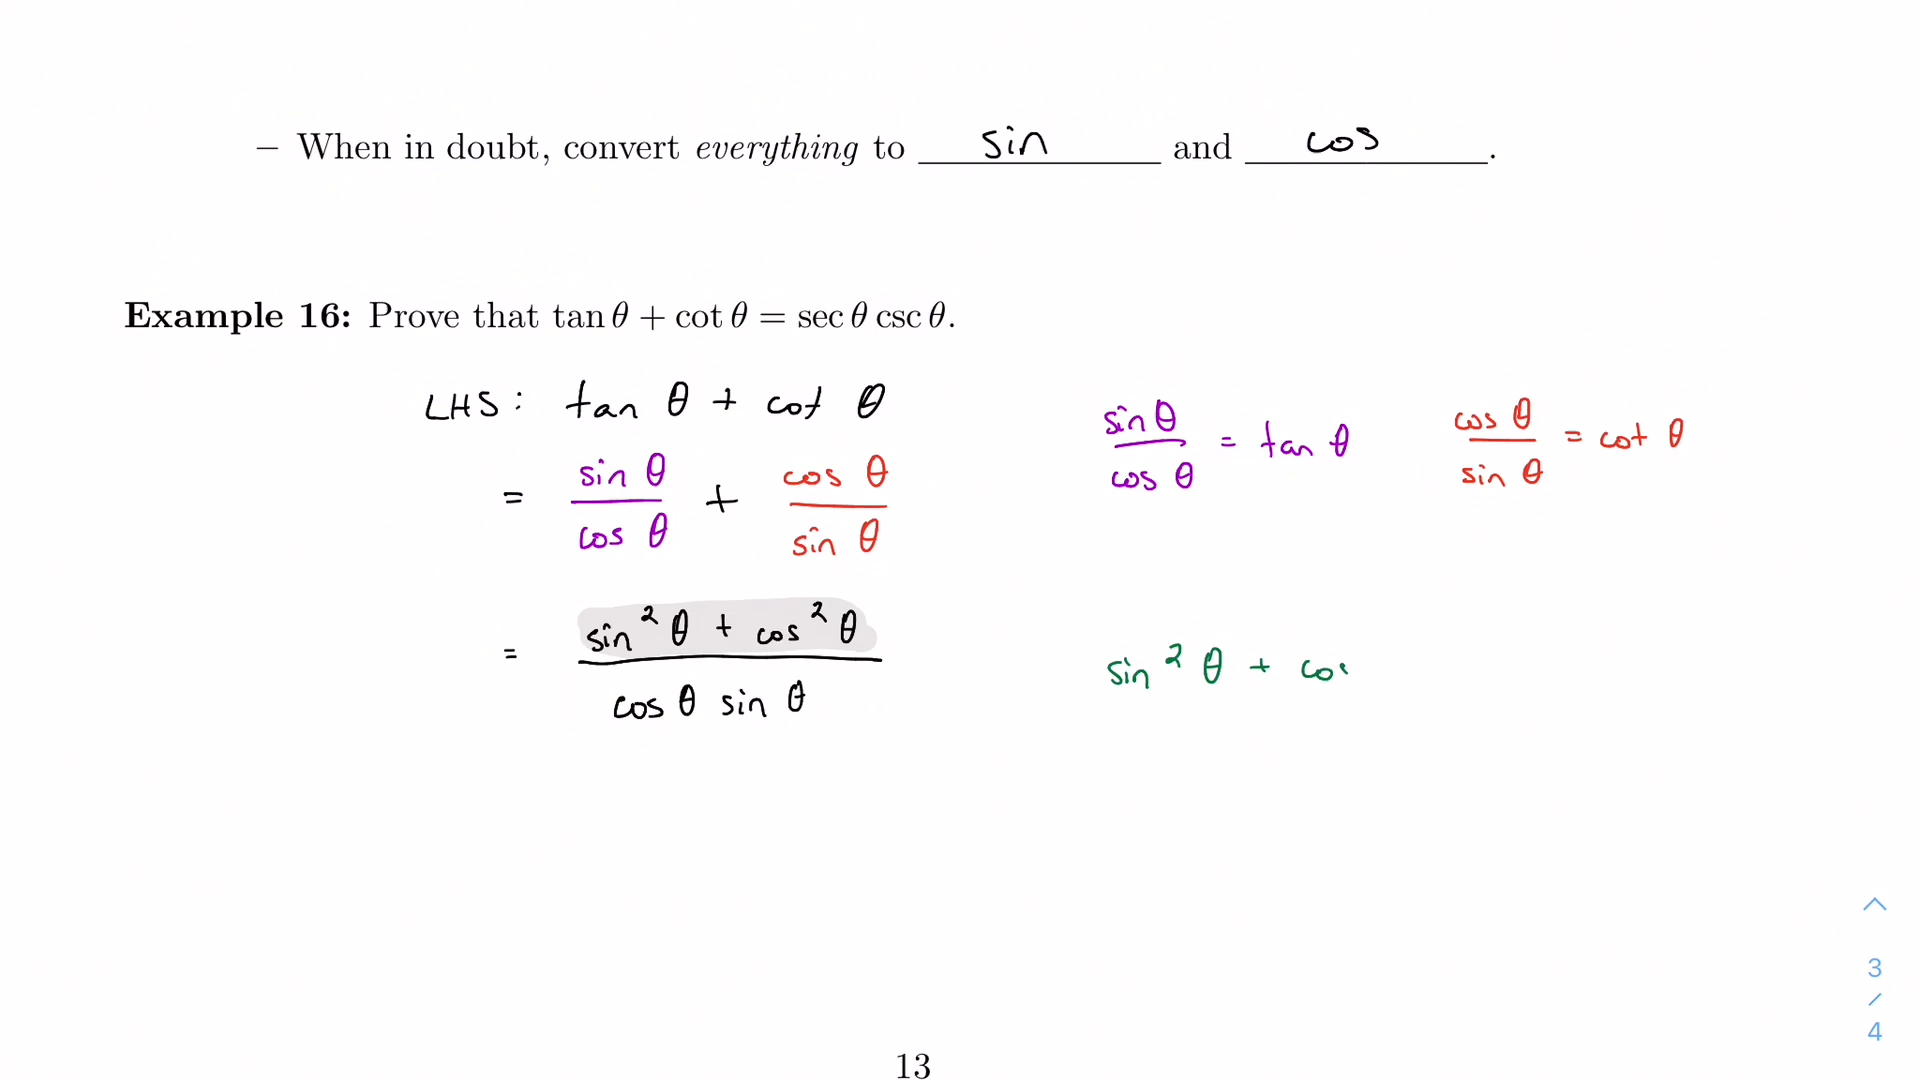 – When in doubt, convert everything to sin and cos.
Example 16: Prove that tan θ + cot θ = sec θ csc θ.
LHS: tan θ + cot θ
= sin θ / cos θ + cos θ / sin θ
sin θ / cos θ = tan θ
cos θ / sin θ = cot θ
= sin² θ + cos² θ / cos θ sin θ
sin² θ + co
3
/
4
13